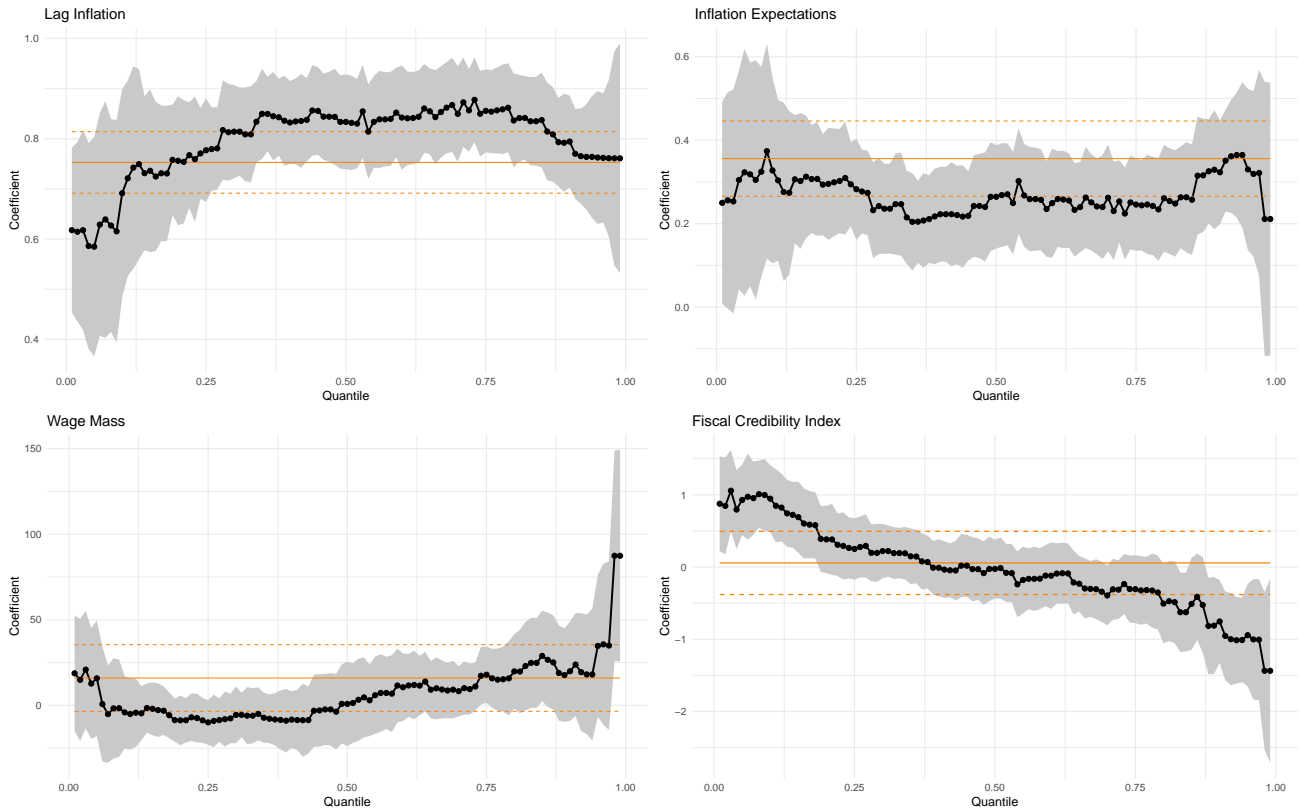 Lag Inflation
1.0
0.8
0.6
0.4
Coefficient
0.00 0.25 0.50 0.75 1.00
Quantile
Inflation Expectations
0.6
0.4
0.2
0.0
Coefficient
0.00 0.25 0.50 0.75 1.00
Quantile
Wage Mass
150
100
50
0
Coefficient
0.00 0.25 0.50 0.75 1.00
Quantile
Fiscal Credibility Index
1
0
−1
−2
Coefficient
0.00 0.25 0.50 0.75 1.00
Quantile